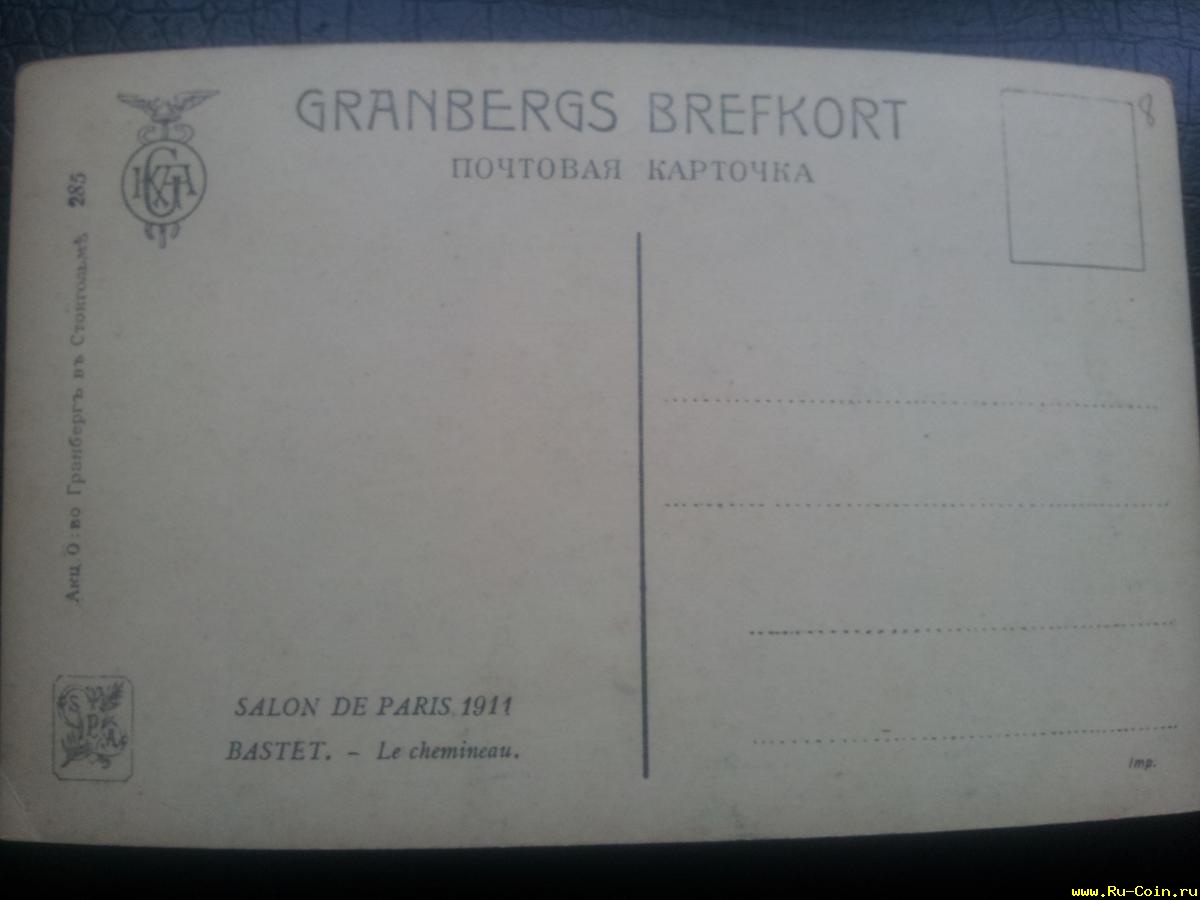 GRANBERGS BREFKORT
ПОЧТОВАЯ КАРТОЧКА
8
Акц. О:во Гранбергъ въ Стокгольмѣ 285
SALON DE PARIS 1911
BASTET. – Le chemineau.
Imp.
www.Ru-Coin.ru